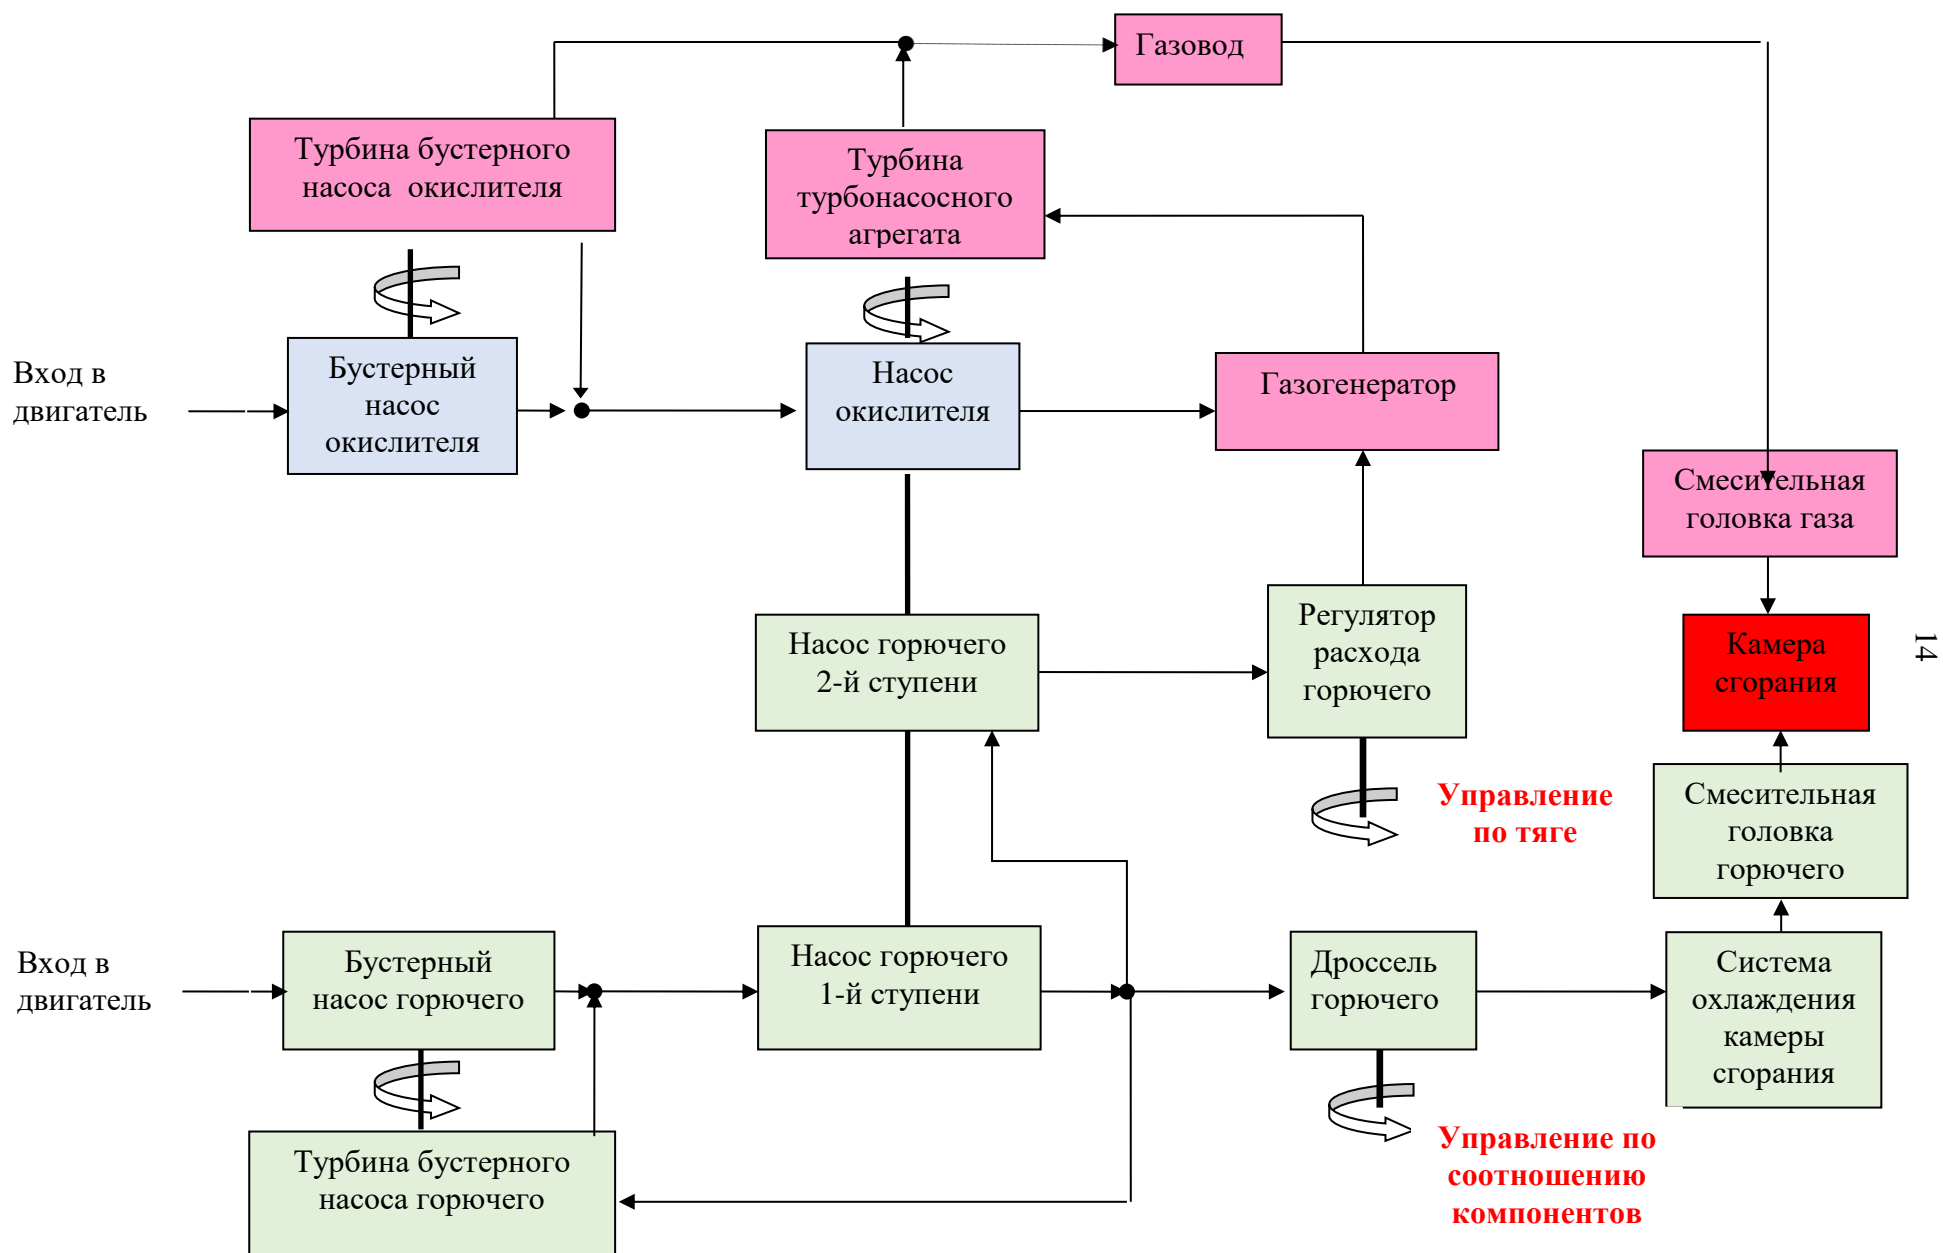 Газовод
Турбина бустерного
насоса окислителя
Турбина
турбонасосного
агрегата
Вход в
двигатель
Бустерный
насос
окислителя
Насос
окислителя
Газогенератор
Смесительная
головка газа
Насос горючего
2-й ступени
Регулятор
расхода
горючего
Камера
сгорания
14
Управление
по тяге
Смесительная
головка
горючего
Вход в
двигатель
Бустерный
насос горючего
Насос горючего
1-й ступени
Дроссель
горючего
Система
охлаждения
камеры
сгорания
Турбина бустерного
насоса горючего
Управление по
соотношению
компонентов